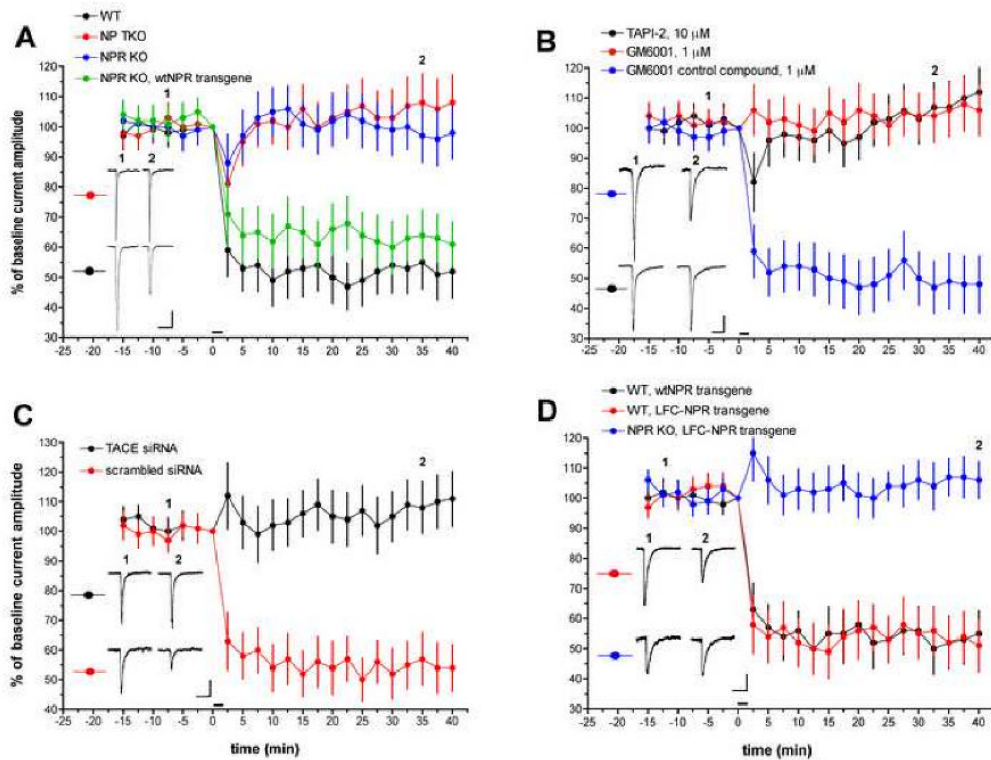 A
WT
NP TKO
NPR KO
NPR KO, wtNPR transgene
% of baseline current amplitude
120
110
100
90
80
70
60
50
40
30
1
2
1 2
-25 -20 -15 -10 -5 0 5 10 15 20 25 30 35 40
B
TAPI-2, 10 µM
GM6001, 1 µM
GM6001 control compound, 1 µM
120
110
100
90
80
70
60
50
40
30
1
2
1 2
-25 -20 -15 -10 -5 0 5 10 15 20 25 30 35 40
C
TACE siRNA
scrambled siRNA
% of baseline current amplitude
130
120
110
100
90
80
70
60
50
40
1
2
1 2
-25 -20 -15 -10 -5 0 5 10 15 20 25 30 35 40
time (min)
D
WT, wtNPR transgene
WT, LFC-NPR transgene
NPR KO, LFC-NPR transgene
120
110
100
90
80
70
60
50
40
30
1
2
1 2
-25 -20 -15 -10 -5 0 5 10 15 20 25 30 35 40
time (min)